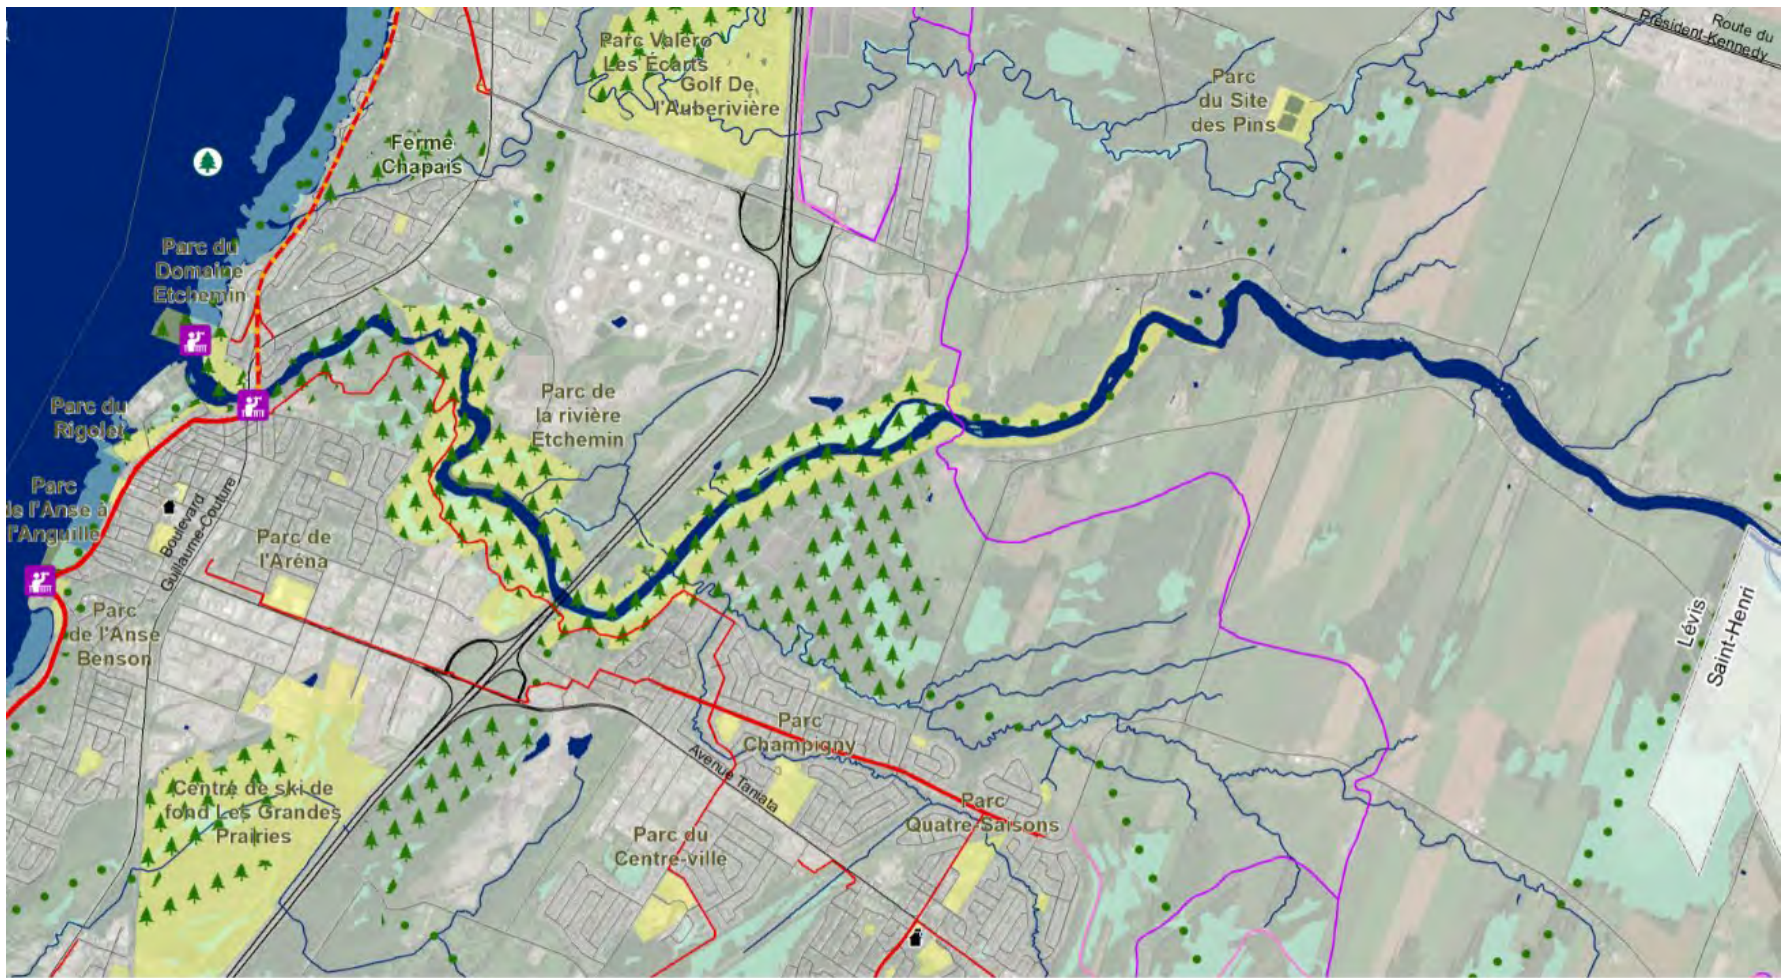 Route du
Président-Kennedy
Parc Valero
Les Écarts
Golf De
l'Auberivière
Parc
du Site
des Pins
Ferme
Chapais
Parc du
Domaine
Etchemin
Parc de
la rivière
Etchemin
Parc du
Rigolet
Parc
de l'Anse à
l'Anguille
Boulevard
Guillaume-Couture
Parc de
l'Aréna
Parc
de l'Anse
Benson
Lévis
Saint-Henri
Parc
Champigny
Avenue Taniata
Centre de ski de
fond Les Grandes
Prairies
Parc
Quatre-Saisons
Parc du
Centre-ville